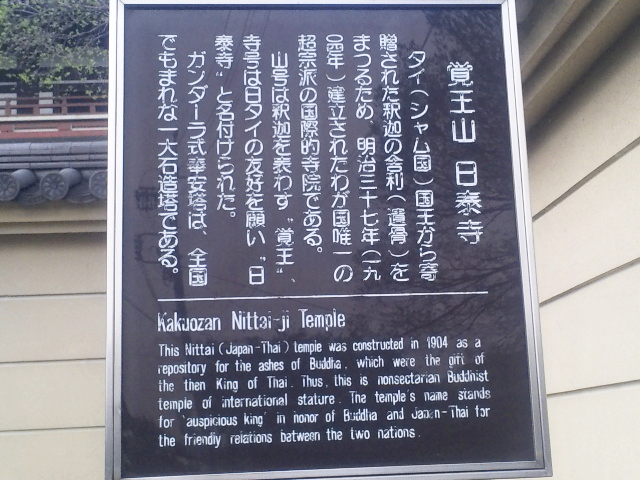 覚王山 日泰寺
タイ(シャム国)国王から寄
贈された釈迦の舎利(遺骨)を
まつるため、明治三十七年(一九
〇四年)建立されたわが国唯一の
超宗派の国際的寺院である。
山号は釈迦を表わす“覚王”、
寺号は日タイの友好を願い“日
泰寺”と名付けられた。
ガンダーラ式奉安塔は、全国
でもまれな一大石造塔である。
Kakuozan Nittai-ji Temple
This Nittai (Japan-Thai) temple was constructed in 1904 as a
repository for the ashes of Buddha, which were the gift of
the then King of Thai. Thus, this is nonsectarian Buddhist
temple of international stature. The temple's name stands
for 'auspicious king' in honor of Buddha and Japan-Thai for
the friendly relations between the two nations.